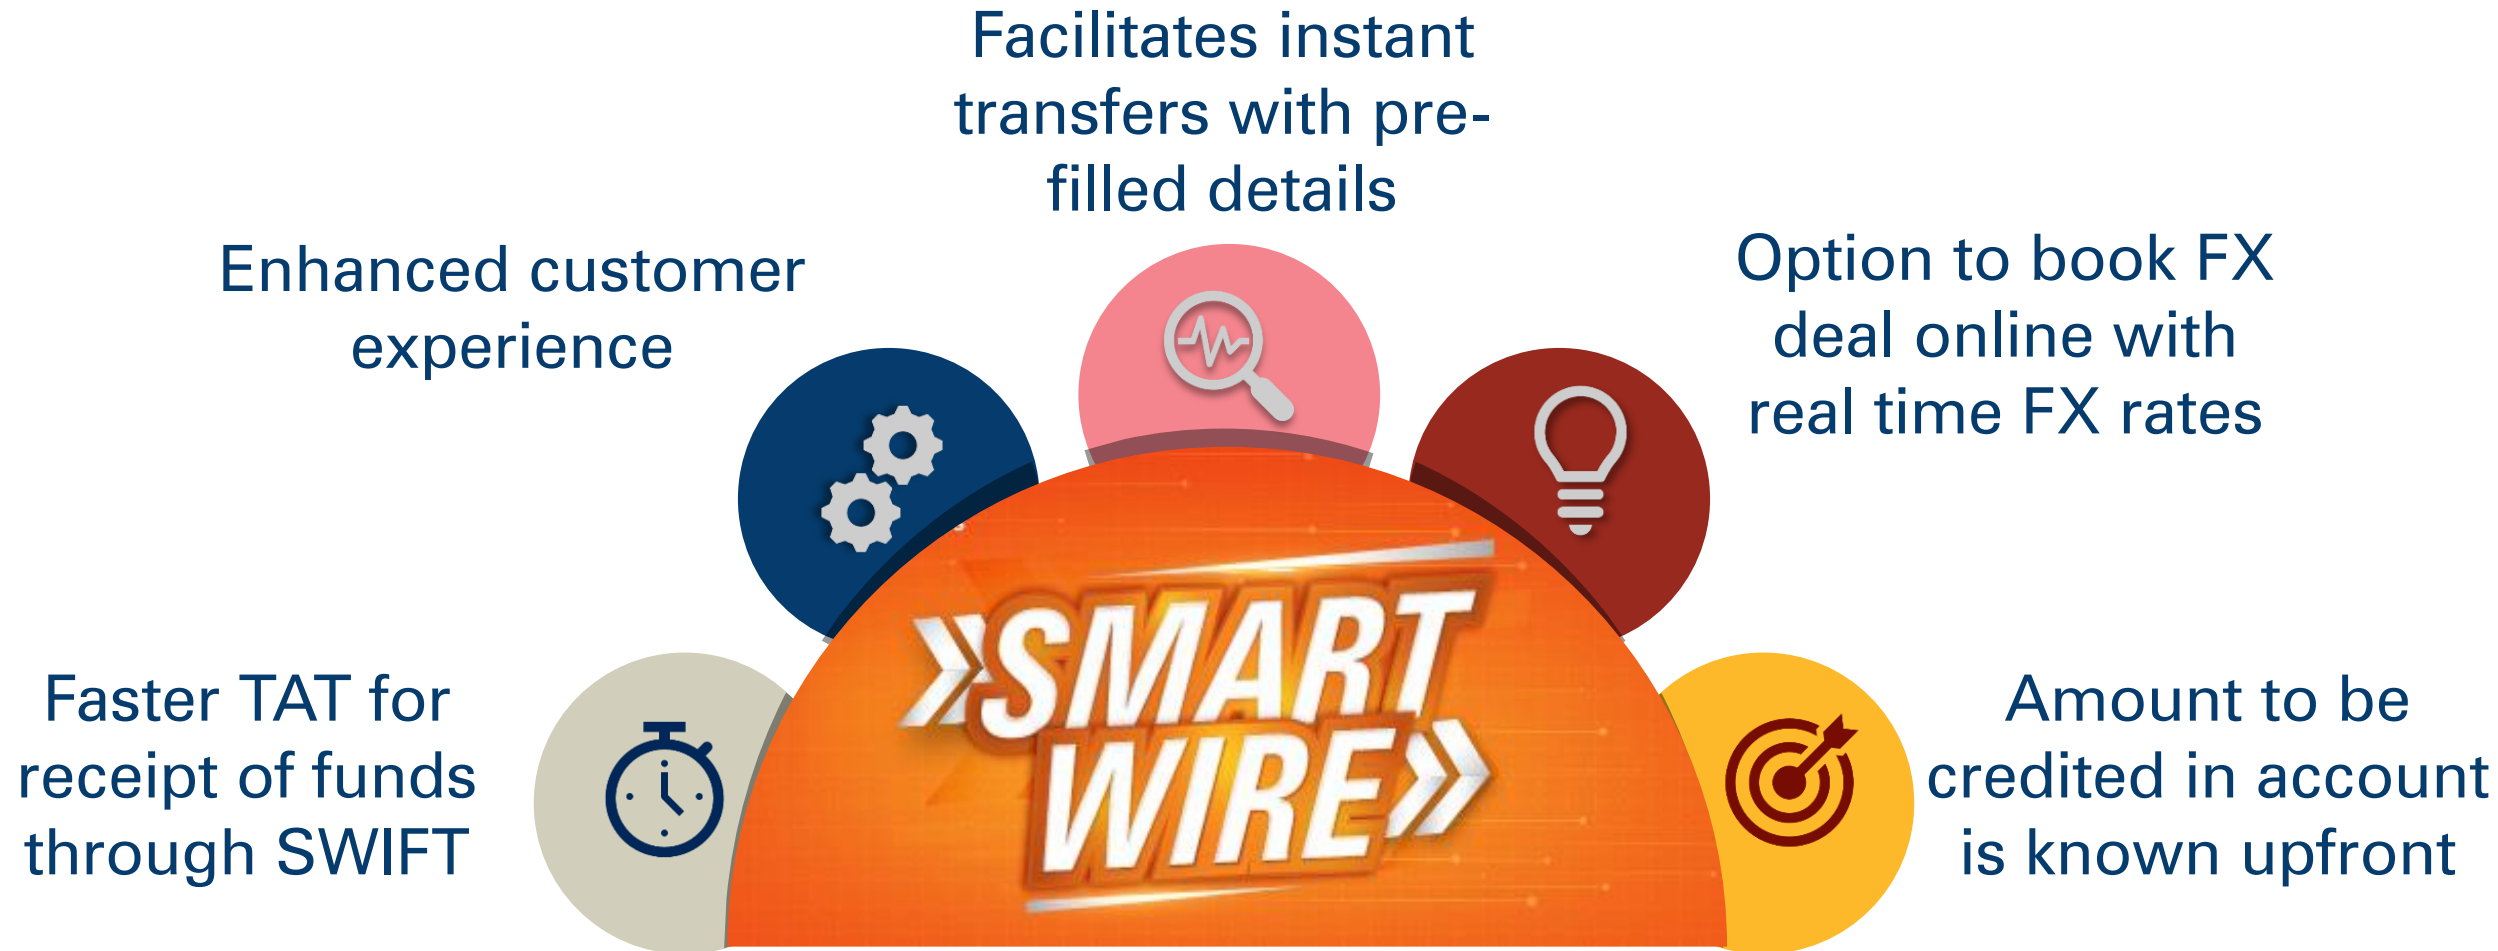 Facilitates instant
transfers with pre-
filled details
Enhanced customer
experience
Option to book FX
deal online with
real time FX rates
Faster TAT for
receipt of funds
through SWIFT
SMART
WIRE
Amount to be
credited in account
is known upfront